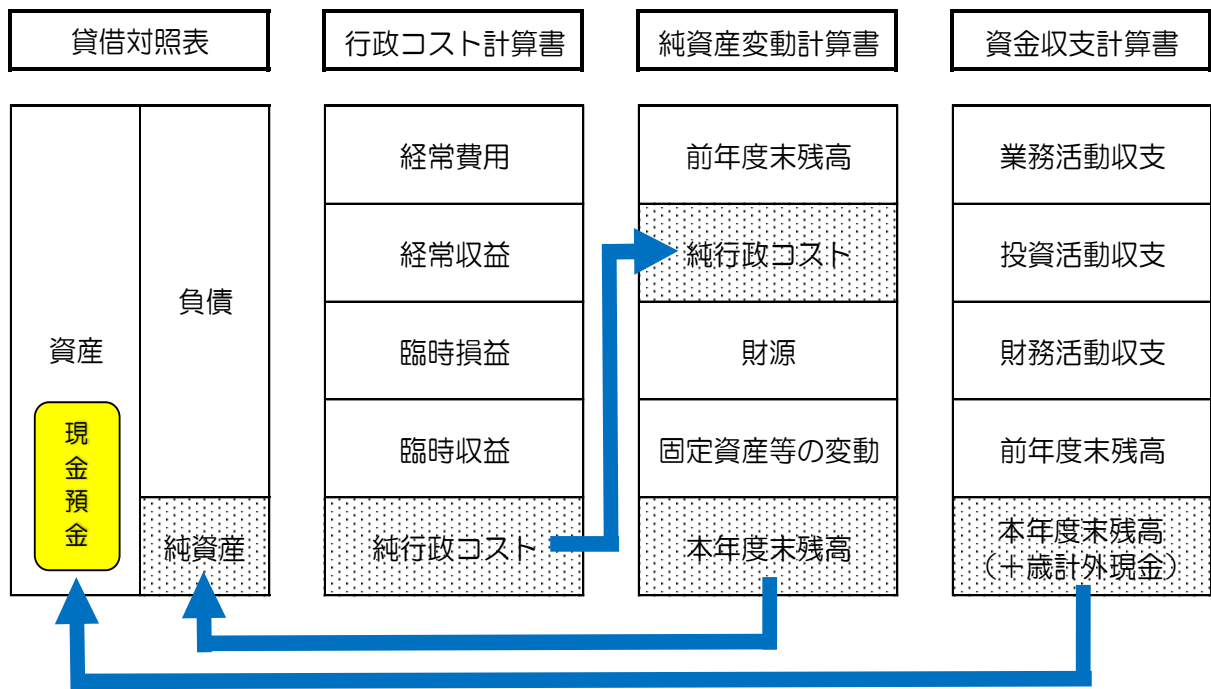 貸借対照表
行政コスト計算書
純資産変動計算書
資金収支計算書
資産
現金預金
負債
純資産
経常費用
経常収益
臨時損益
臨時収益
純行政コスト
前年度末残高
純行政コスト
財源
固定資産等の変動
本年度末残高
業務活動収支
投資活動収支
財務活動収支
前年度末残高
本年度末残高
（＋歳計外現金）